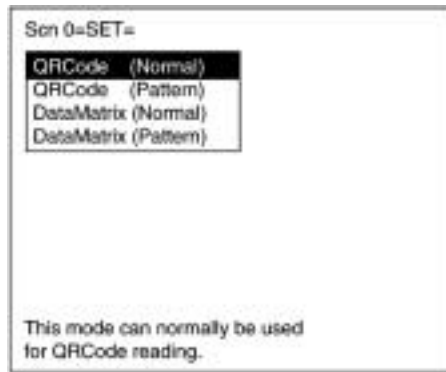 Scn 0=SET=
QRCode (Normal)
QRCode (Pattern)
DataMatrix (Normal)
DataMatrix (Pattern)
This mode can normally be used
for QRCode reading.